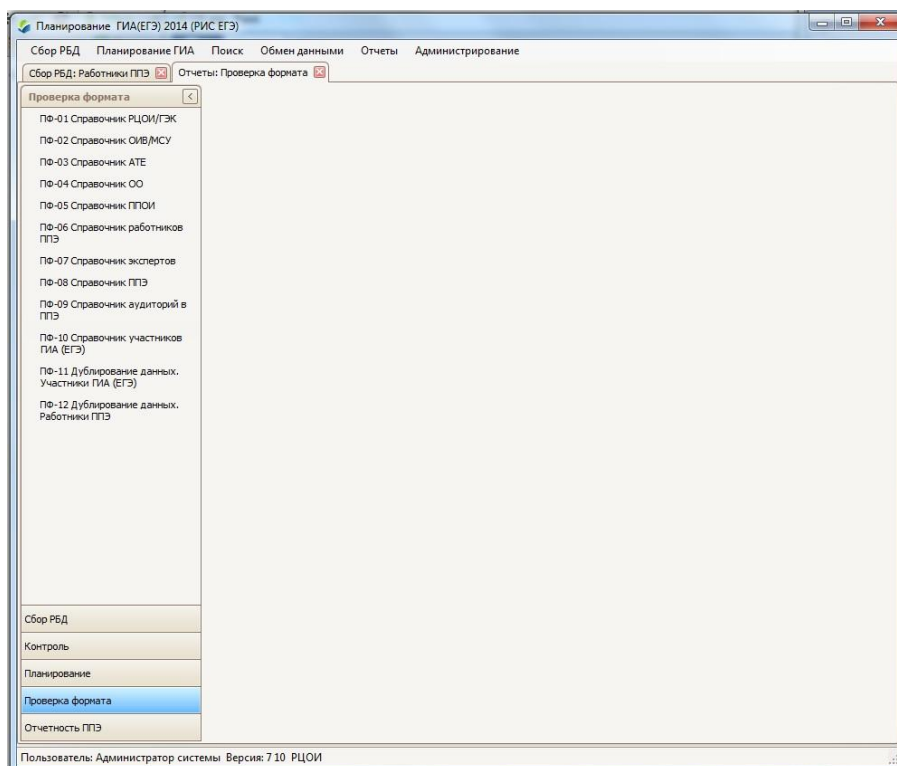 Планирование ГИА(ЕГЭ) 2014 (РИС ЕГЭ)
Сбор РБД Планирование ГИА Поиск Обмен данными Отчеты Администрирование
Сбор РБД: Работники ППЭ Отчеты: Проверка формата
Проверка формата
ПФ-01 Справочник РЦОИ/ГЭК
ПФ-02 Справочник ОИВ/МСУ
ПФ-03 Справочник АТЕ
ПФ-04 Справочник ОО
ПФ-05 Справочник ППОИ
ПФ-06 Справочник работников
ППЭ
ПФ-07 Справочник экспертов
ПФ-08 Справочник ППЭ
ПФ-09 Справочник аудиторий в
ППЭ
ПФ-10 Справочник участников
ГИА (ЕГЭ)
ПФ-11 Дублирование данных.
Участники ГИА (ЕГЭ)
ПФ-12 Дублирование данных.
Работники ППЭ
Сбор РБД
Контроль
Планирование
Проверка формата
Отчетность ППЭ
Пользователь: Администратор системы Версия: 7 10 РЦОИ